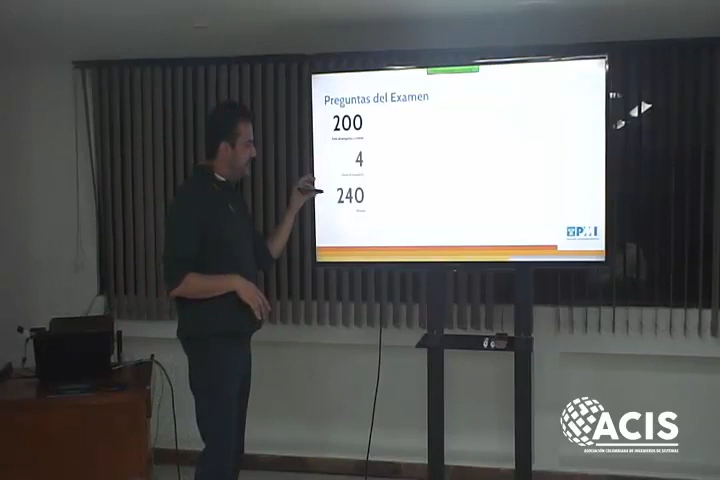 Preguntas del Examen
200
4
240
PMI
ACIS
ASOCIACIÓN COLOMBIANA DE INGENIEROS DE SISTEMAS